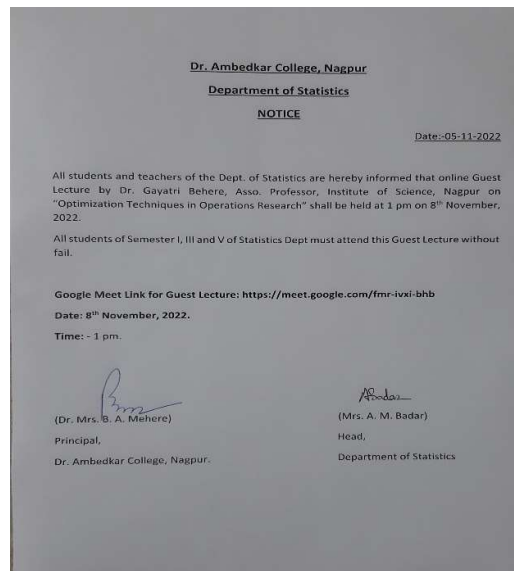 Dr. Ambedkar College, Nagpur
Department of Statistics
NOTICE
Date:-05-11-2022
All students and teachers of the Dept. of Statistics are hereby informed that online Guest
Lecture by Dr. Gayatri Behere, Asso. Professor, Institute of Science, Nagpur on
"Optimization Techniques in Operations Research" shall be held at 1 pm on 8th November,
2022.
All students of Semester I, III and V of Statistics Dept must attend this Guest Lecture without
fail.
Google Meet Link for Guest Lecture: https://meet.google.com/fmr-ivxi-bhb
Date: 8th November, 2022.
Time: - 1 pm.
ABadar
(Dr. Mrs. B. A. Mehere)
(Mrs. A. M. Badar)
Principal,
Head,
Dr. Ambedkar College, Nagpur.
Department of Statistics